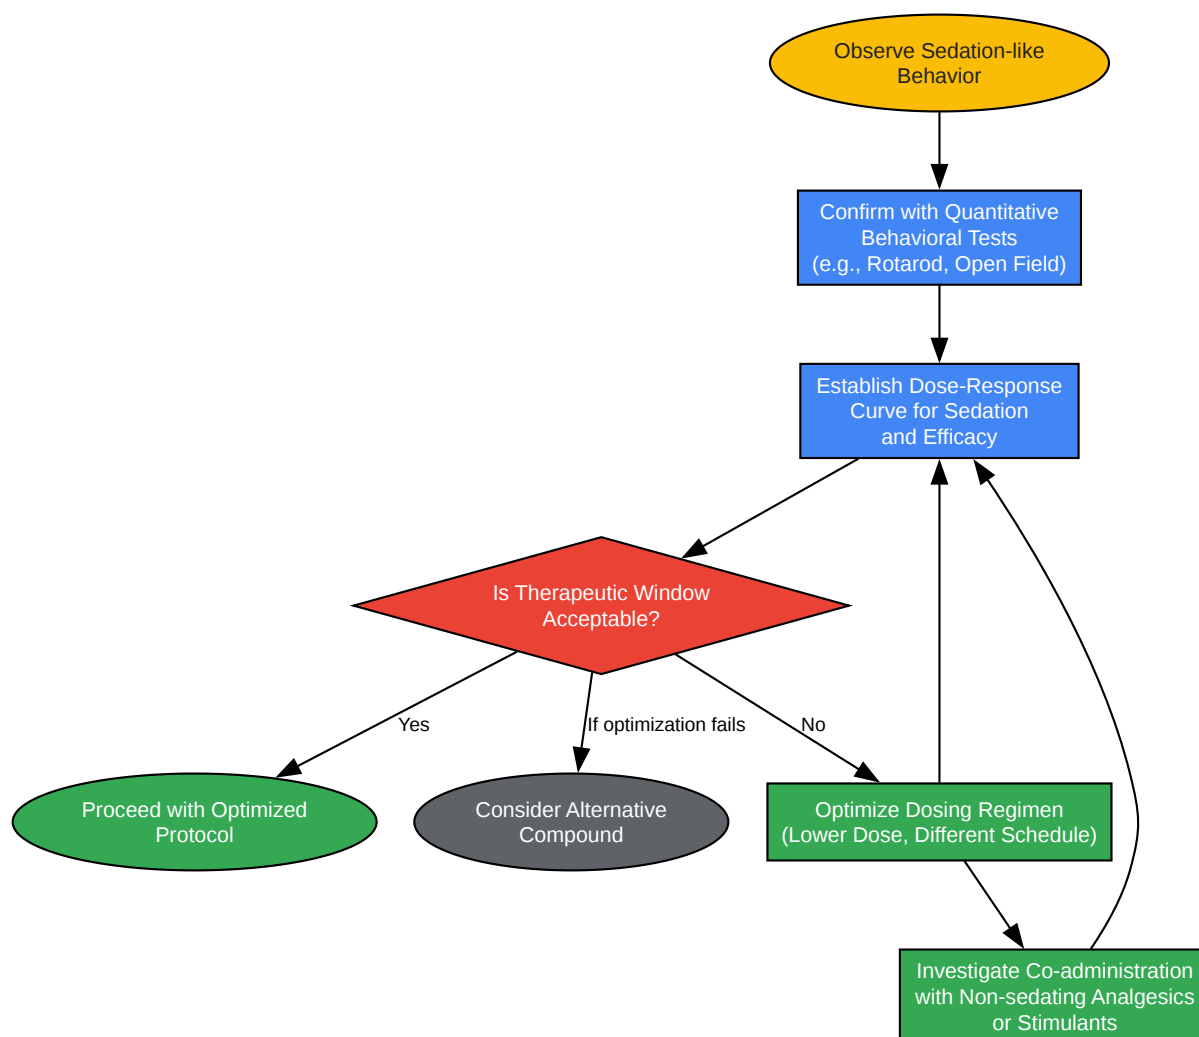 Observe Sedation-like
Behavior
Confirm with Quantitative
Behavioral Tests
(e.g., Rotarod, Open Field)
Establish Dose-Response
Curve for Sedation
and Efficacy
Is Therapeutic Window
Acceptable?
Yes
If optimization fails
No
Proceed with Optimized
Protocol
Consider Alternative
Compound
Optimize Dosing Regimen
(Lower Dose, Different Schedule)
Investigate Co-administration
with Non-sedating Analgesics
or Stimulants